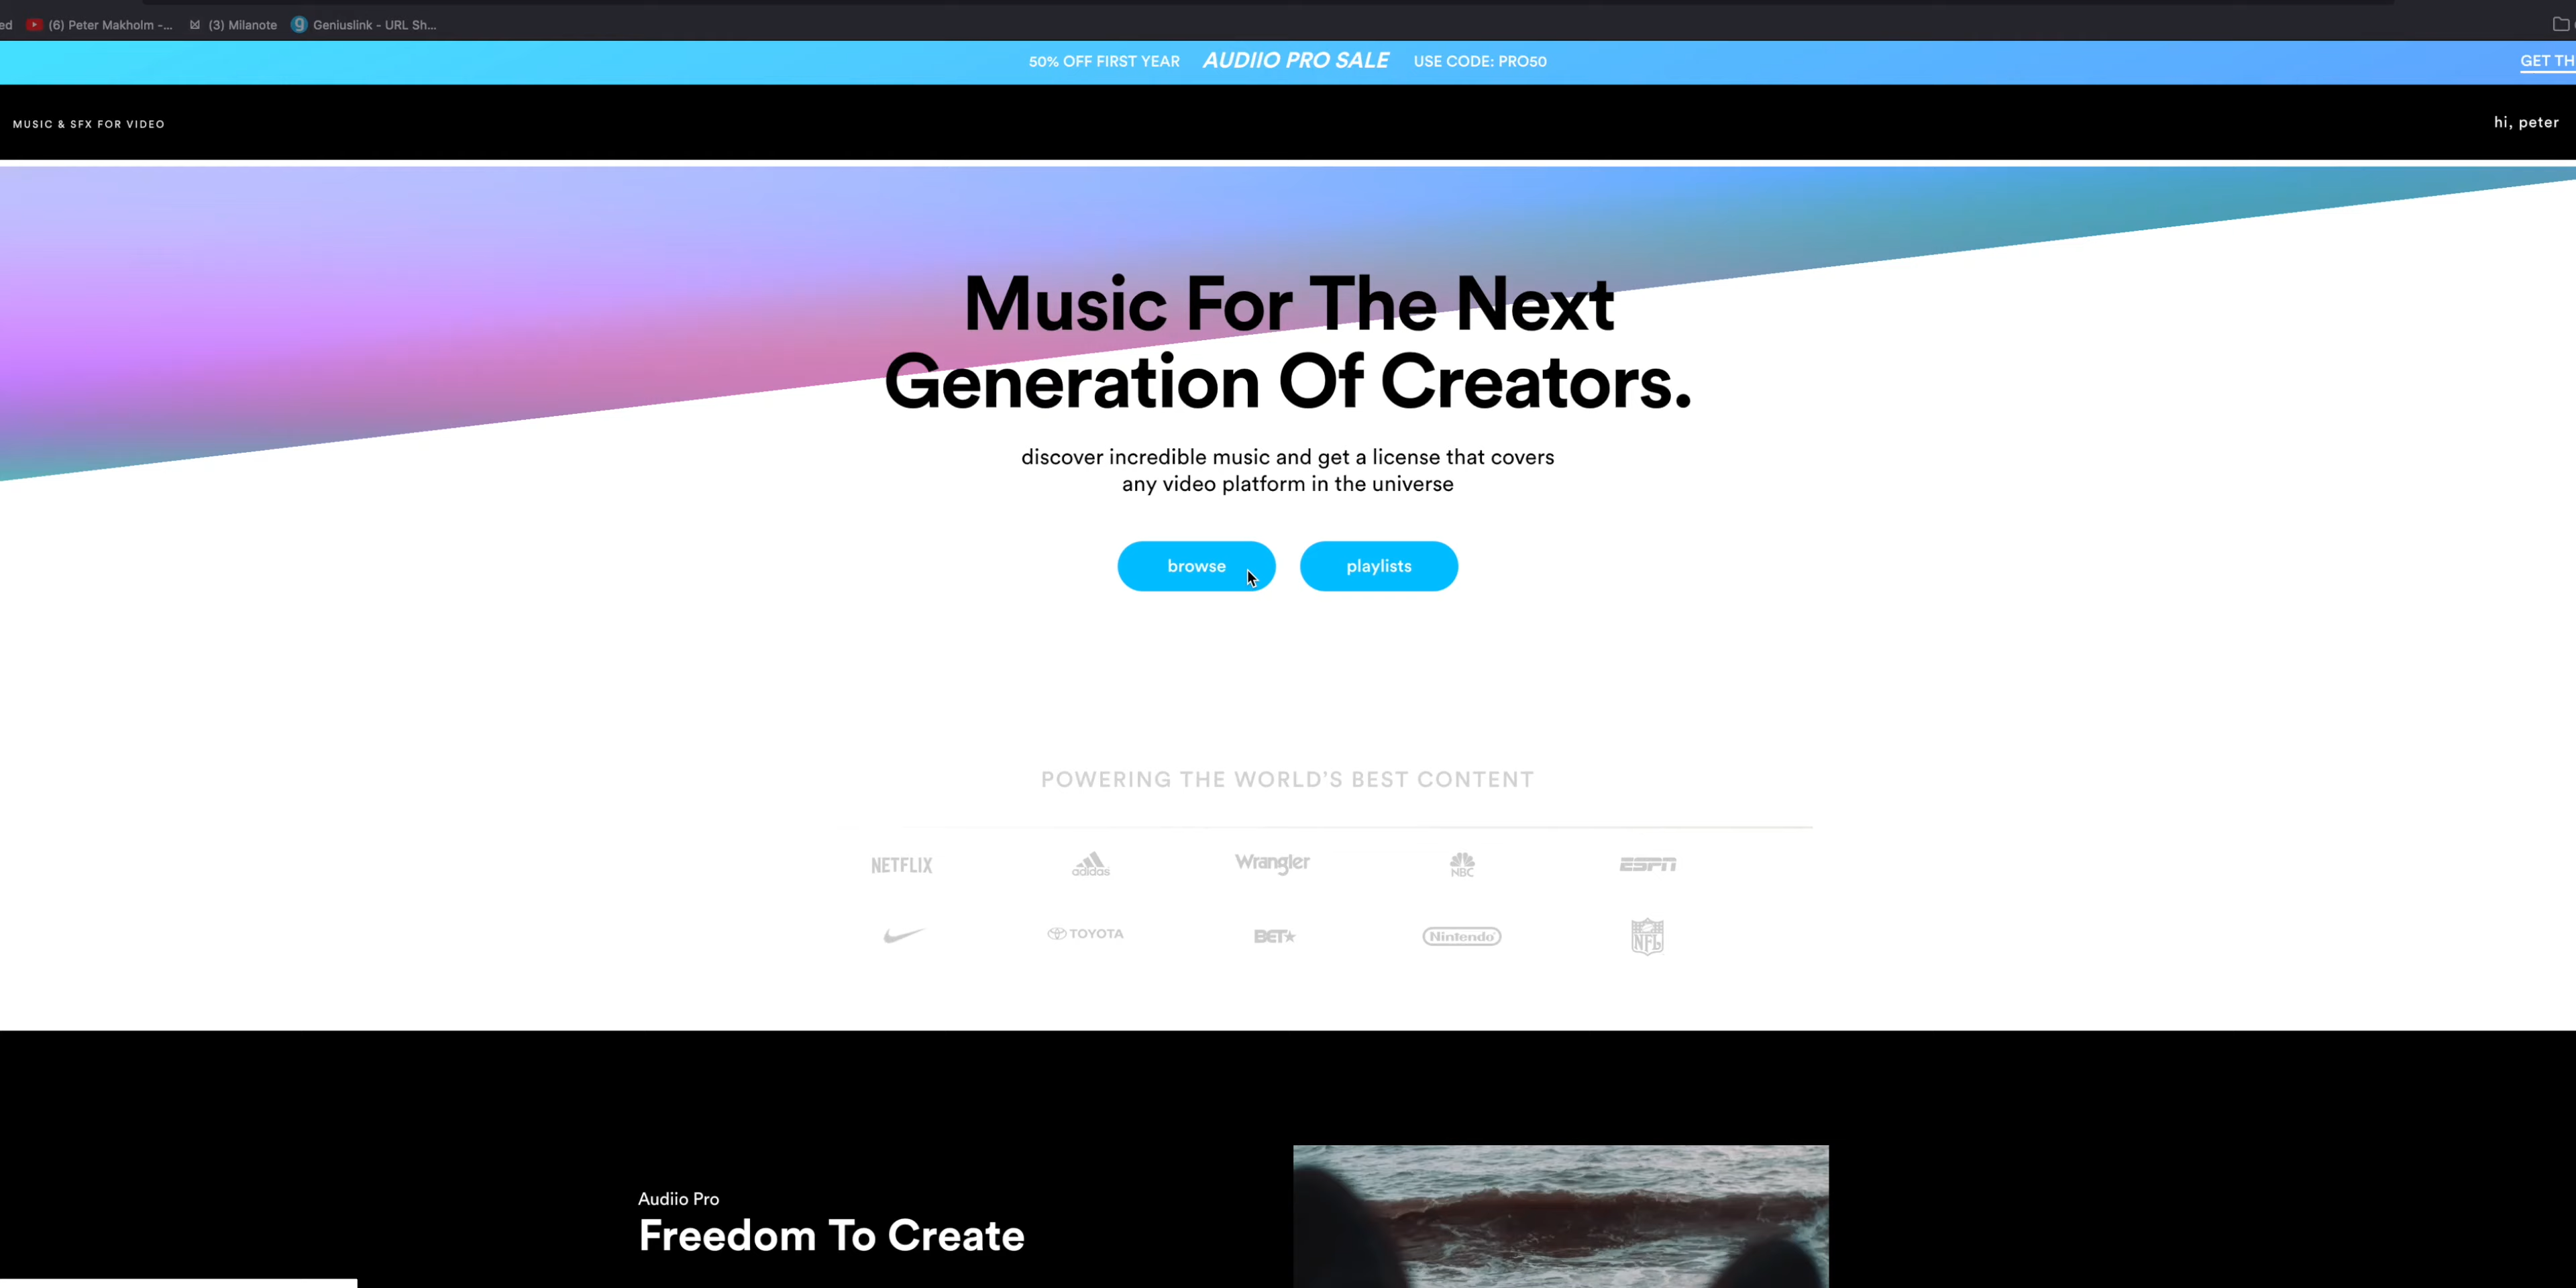 ed (6) Peter Makholm -... (3) Milanote Geniuslink - URL Sh...
50% OFF FIRST YEAR AUDIIO PRO SALE USE CODE: PRO50 GET TH
MUSIC & SFX FOR VIDEO
hi, peter
Music For The Next
Generation Of Creators.
discover incredible music and get a license that covers
any video platform in the universe
browse playlists
POWERING THE WORLD'S BEST CONTENT
NETFLIX adidas Wrangler NBC ESPN
TOYOTA BET Nintendo NFL
Audiio Pro
Freedom To Create